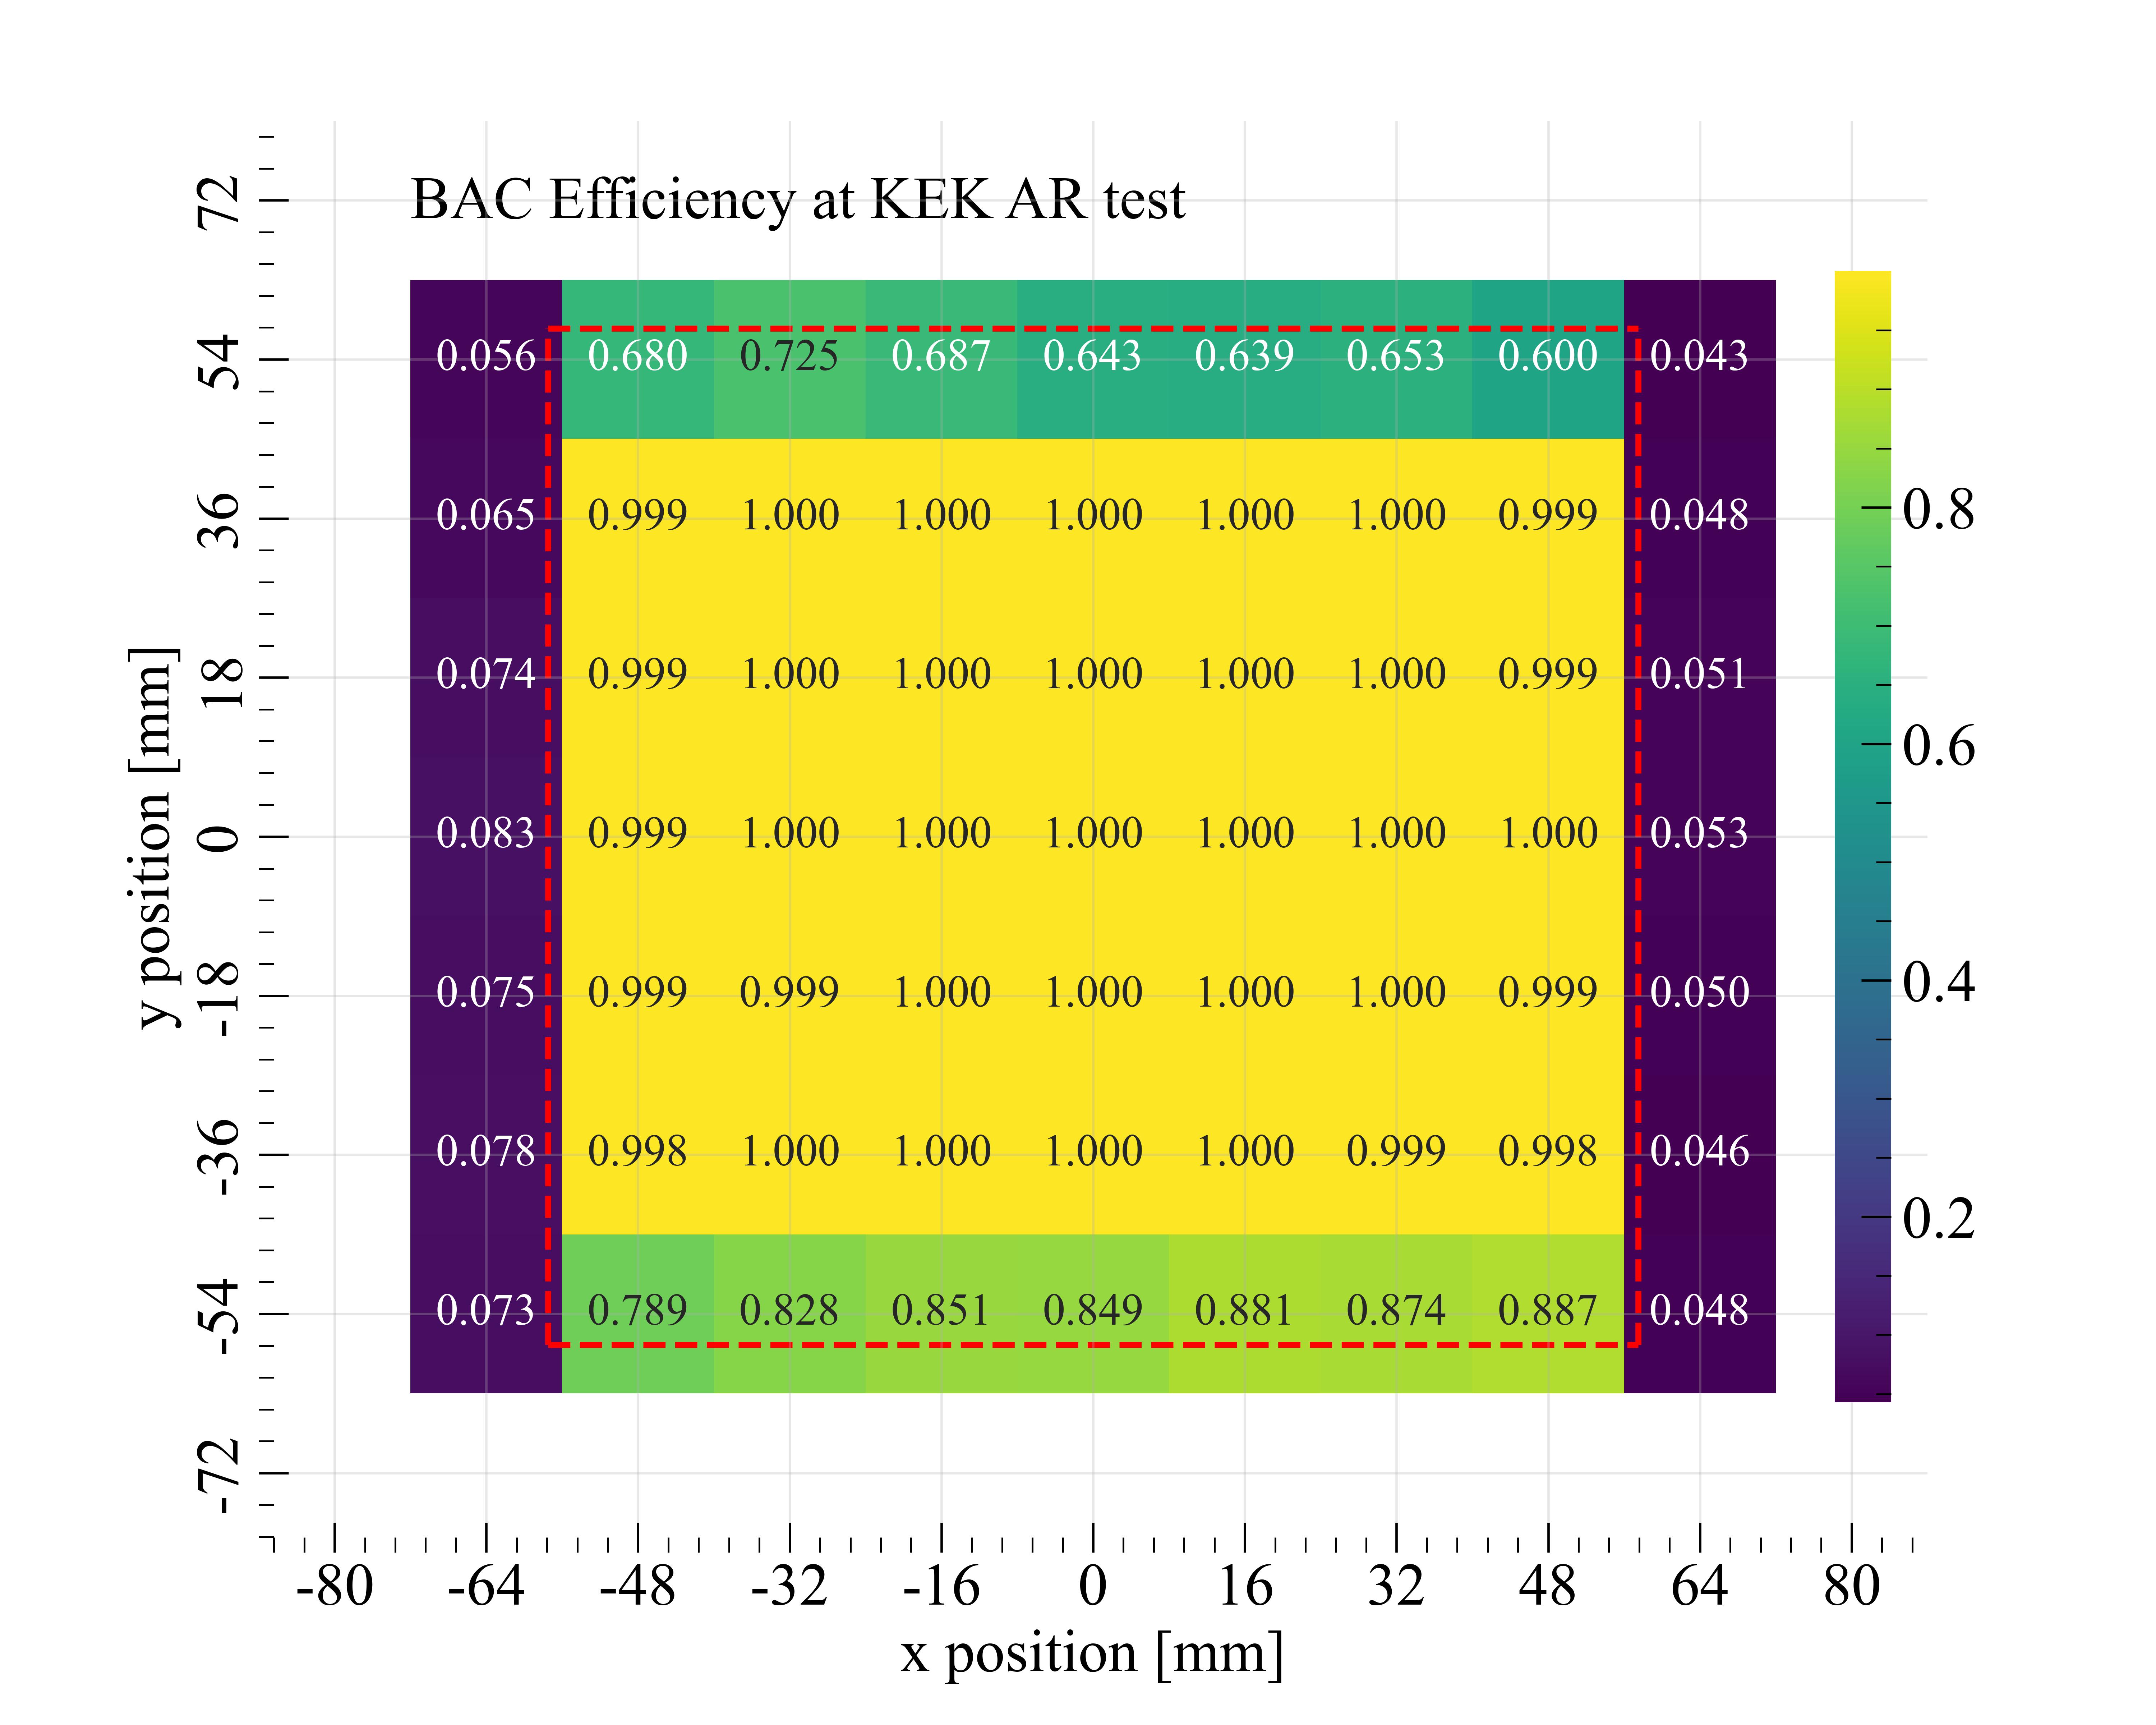 BAC Efficiency at KEK AR test
72
54 0.056 0.680 0.725 0.687 0.643 0.639 0.653 0.600 0.043
36 0.065 0.999 1.000 1.000 1.000 1.000 1.000 0.999 0.048
18 0.074 0.999 1.000 1.000 1.000 1.000 1.000 0.999 0.051
0 0.083 0.999 1.000 1.000 1.000 1.000 1.000 1.000 0.053
-18 0.075 0.999 0.999 1.000 1.000 1.000 1.000 0.999 0.050
-36 0.078 0.998 1.000 1.000 1.000 1.000 0.999 0.998 0.046
-54 0.073 0.789 0.828 0.851 0.849 0.881 0.874 0.887 0.048
-72
y position [mm]
-80 -64 -48 -32 -16 0 16 32 48 64 80
x position [mm]
0.8
0.6
0.4
0.2